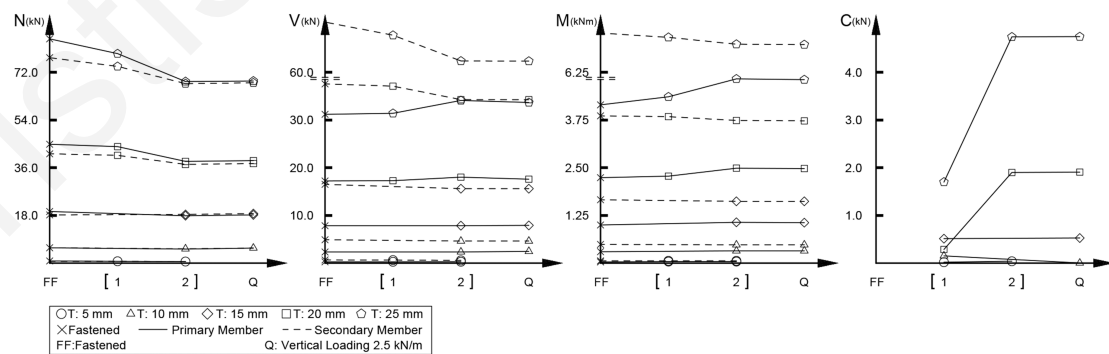 N(kN)
72.0
54.0
36.0
18.0
FF [ 1 2 ] Q
V(kN)
60.0
30.0
20.0
10.0
FF [ 1 2 ] Q
M(kNm)
6.25
3.75
2.50
1.25
FF [ 1 2 ] Q
C(kN)
4.0
3.0
2.0
1.0
FF [ 1 2 ] Q
T: 5 mm T: 10 mm T: 15 mm T: 20 mm T: 25 mm
Fastened Primary Member Secondary Member
FF:Fastened Q: Vertical Loading 2.5 kN/m